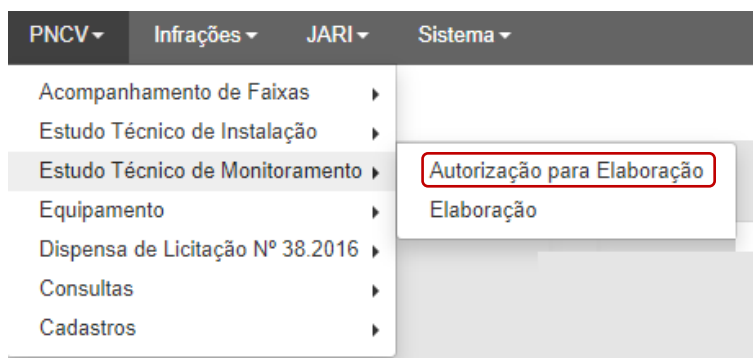 PNCV Infrações JARI Sistema
Acompanhamento de Faixas
Estudo Técnico de Instalação
Estudo Técnico de Monitoramento
Autorização para Elaboração
Equipamento
Elaboração
Dispensa de Licitação Nº 38.2016
Consultas
Cadastros